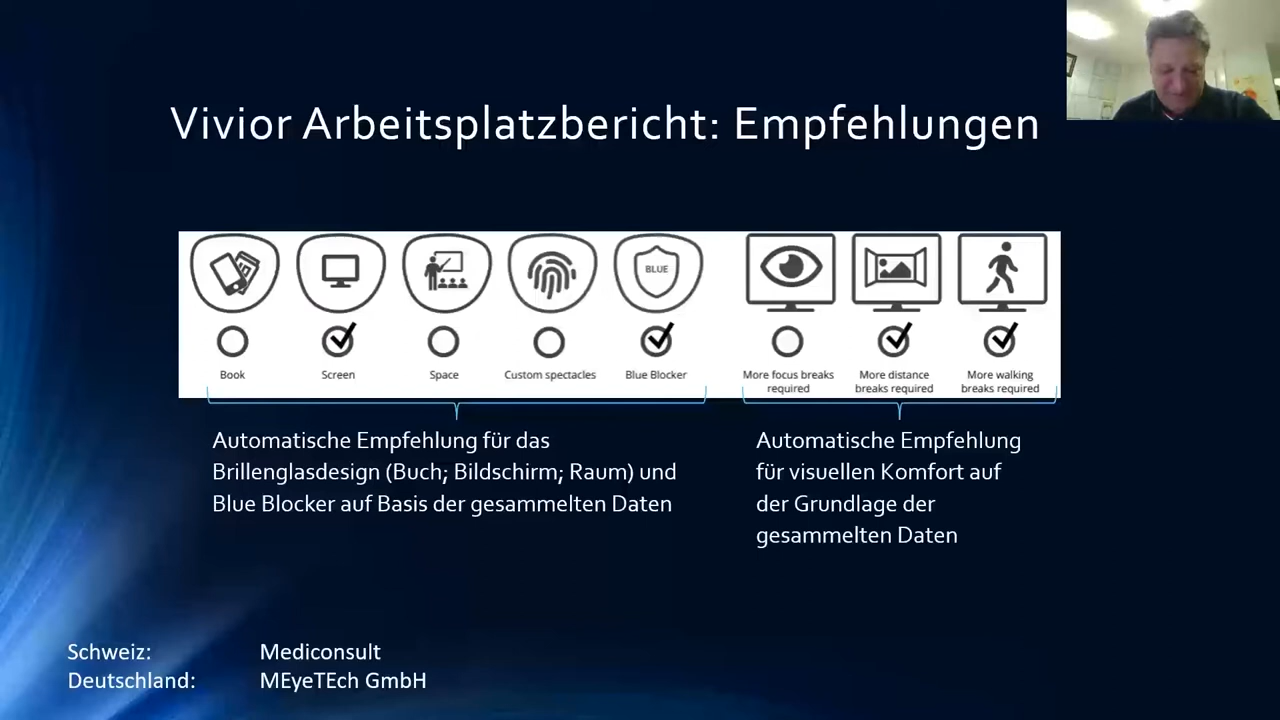 Vivior Arbeitsplatzbericht: Empfehlungen
BLUE
Book
Screen
Space
Custom spectacles
Blue Blocker
More focus breaks
required
More distance
breaks required
More walking
breaks required
Automatische Empfehlung für das
Brillenglasdesign (Buch; Bildschirm; Raum) und
Blue Blocker auf Basis der gesammelten Daten
Automatische Empfehlung
für visuellen Komfort auf
der Grundlage der
gesammelten Daten
Schweiz: Mediconsult
Deutschland: MEyeTEch GmbH